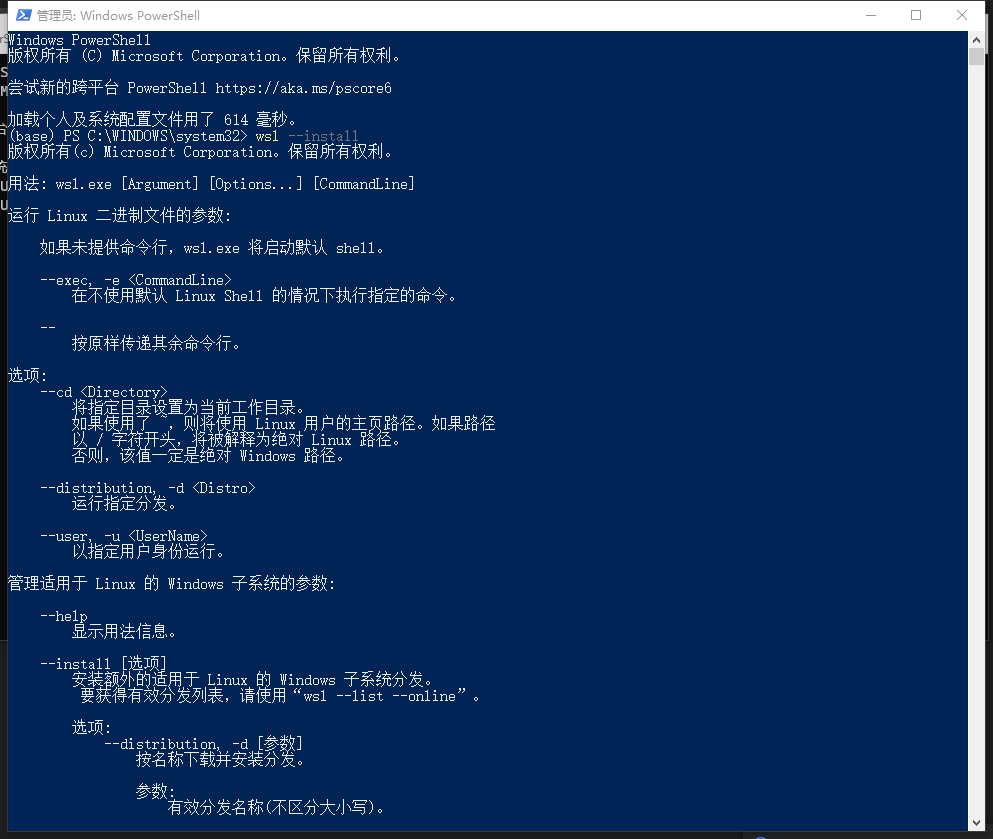 管理员: Windows PowerShell
Windows PowerShell
版权所有 (C) Microsoft Corporation。保留所有权利。
尝试新的跨平台 PowerShell https://aka.ms/pscore6
加载个人及系统配置文件用了 614 毫秒。
(base) PS C:\WINDOWS\system32> wsl --install
版权所有(c) Microsoft Corporation。保留所有权利。
用法: wsl.exe [Argument] [Options...] [CommandLine]
运行 Linux 二进制文件的参数:
如果未提供命令行，wsl.exe 将启动默认 shell。
--exec, -e <CommandLine>
在不使用默认 Linux Shell 的情况下执行指定的命令。
--
按原样传递其余命令行。
选项:
--cd <Directory>
将指定目录设置为当前工作目录。
如果使用了 ~，则将使用 Linux 用户的主页路径。如果路径
以 / 字符开头，将被解释为绝对 Linux 路径。
否则，该值一定是绝对 Windows 路径。
--distribution, -d <Distro>
运行指定分发。
--user, -u <UserName>
以指定用户身份运行。
管理适用于 Linux 的 Windows 子系统的参数:
--help
显示用法信息。
--install [选项]
安装额外的适用于 Linux 的 Windows 子系统分发。
要获得有效分发列表，请使用“wsl --list --online”。
选项:
--distribution, -d [参数]
按名称下载并安装分发。
参数:
有效分发名称(不区分大小写)。